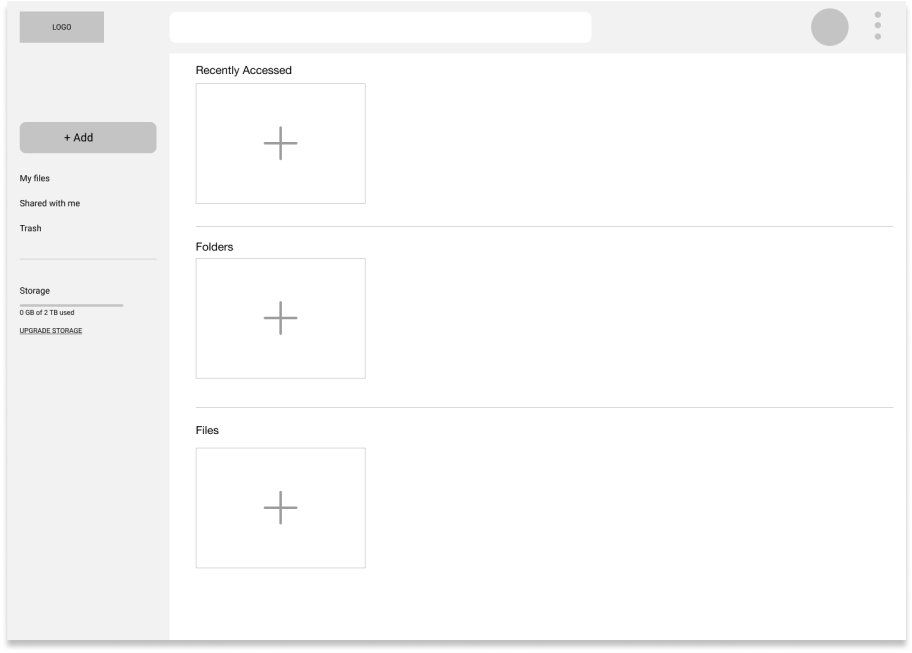 LOGO
+ Add
My files
Shared with me
Trash
Storage
0 GB of 2 TB used
UPGRADE STORAGE
Recently Accessed
Folders
Files